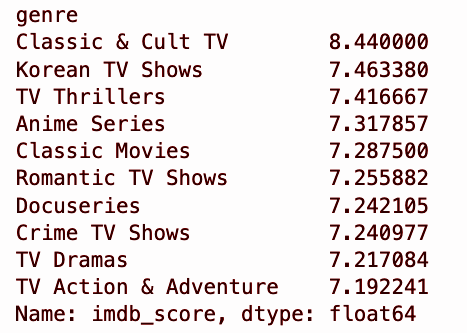 genre
Classic & Cult TV 8.440000
Korean TV Shows 7.463380
TV Thrillers 7.416667
Anime Series 7.317857
Classic Movies 7.287500
Romantic TV Shows 7.255882
Docuseries 7.242105
Crime TV Shows 7.240977
TV Dramas 7.217084
TV Action & Adventure 7.192241
Name: imdb_score, dtype: float64